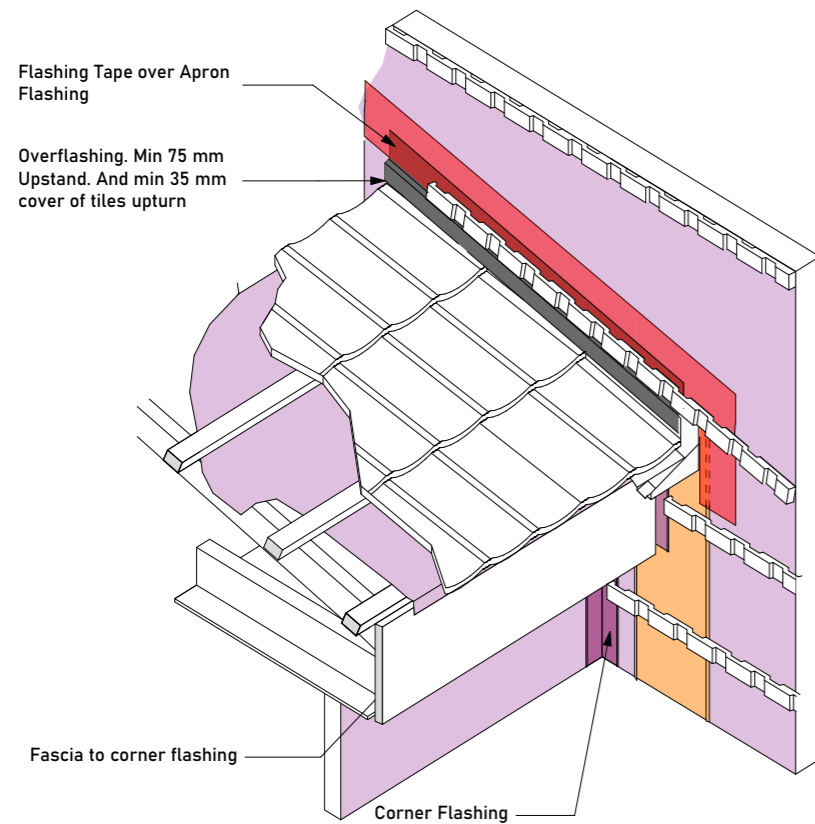 Flashing Tape over Apron
Flashing
Overflashing. Min 75 mm
Upstand. And min 35 mm
cover of tiles upturn
Fascia to corner flashing
Corner Flashing